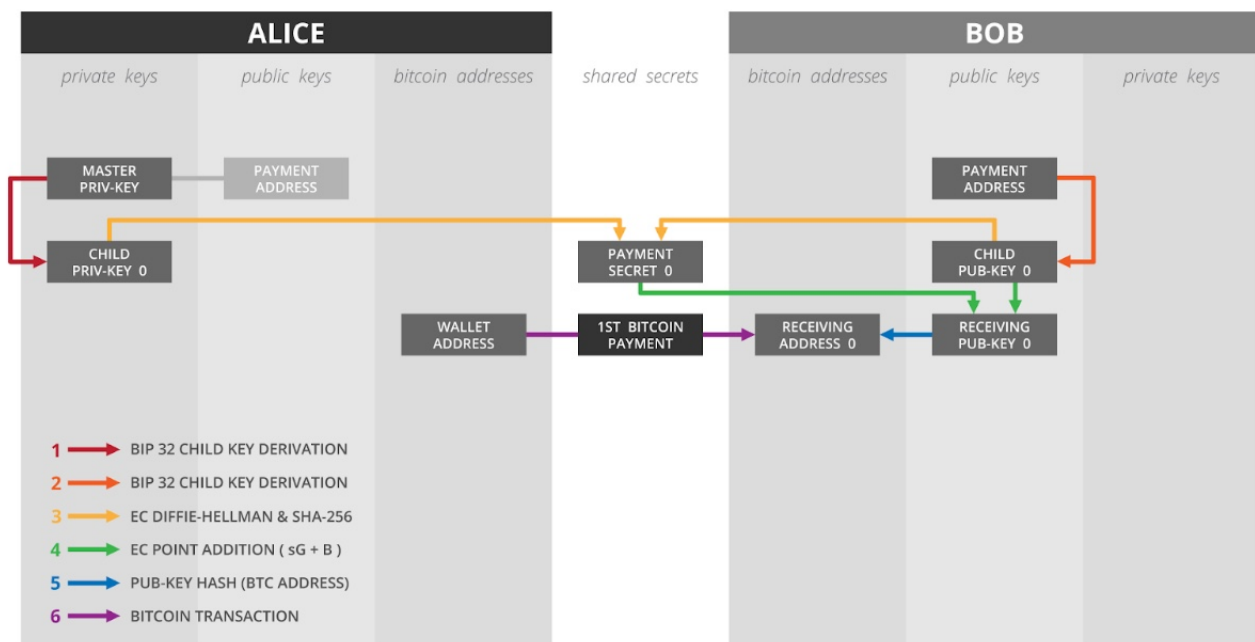 ALICE
BOB
private keys
public keys
bitcoin addresses
shared secrets
bitcoin addresses
public keys
private keys
MASTER
PRIV-KEY
PAYMENT
ADDRESS
PAYMENT
ADDRESS
CHILD
PRIV-KEY 0
PAYMENT
SECRET 0
CHILD
PUB-KEY 0
WALLET
ADDRESS
1ST BITCOIN
PAYMENT
RECEIVING
ADDRESS 0
RECEIVING
PUB-KEY 0
1 BIP 32 CHILD KEY DERIVATION
2 BIP 32 CHILD KEY DERIVATION
3 EC DIFFIE-HELLMAN & SHA-256
4 EC POINT ADDITION ( sG + B )
5 PUB-KEY HASH (BTC ADDRESS)
6 BITCOIN TRANSACTION